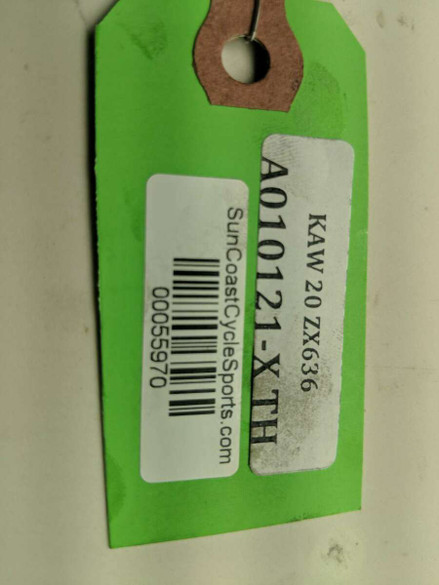 KAW 20 ZX636
A010121-X TH
SunCoastCycleSports.com
00055970